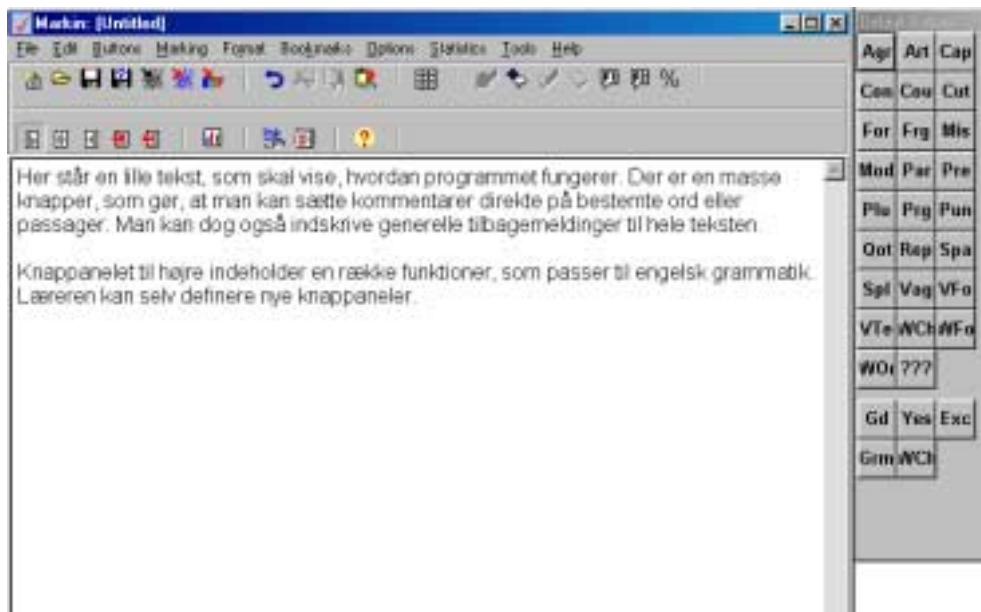 Markin: [Untitled]
File Edit Buttons Marking Format Bookmarks Options Statistics Tools Help
Her står en lille tekst, som skal vise, hvordan programmet fungerer. Der er en masse
knapper, som gør, at man kan sætte kommentarer direkte på bestemte ord eller
passager. Man kan dog også indskrive generelle tilbagemeldinger til hele teksten.
Knappanelet til højre indeholder en række funktioner, som passer til engelsk grammatik.
Læreren kan selv definere nye knappaneler.
Agr Art Cap
Con Cou Cut
For Frg Mis
Mod Par Pre
Plu Prg Pun
Qot Rep Spa
Spl Vag VFo
VTe WCh WFo
WOr ???
Gd Yes Exc
Grm WCh